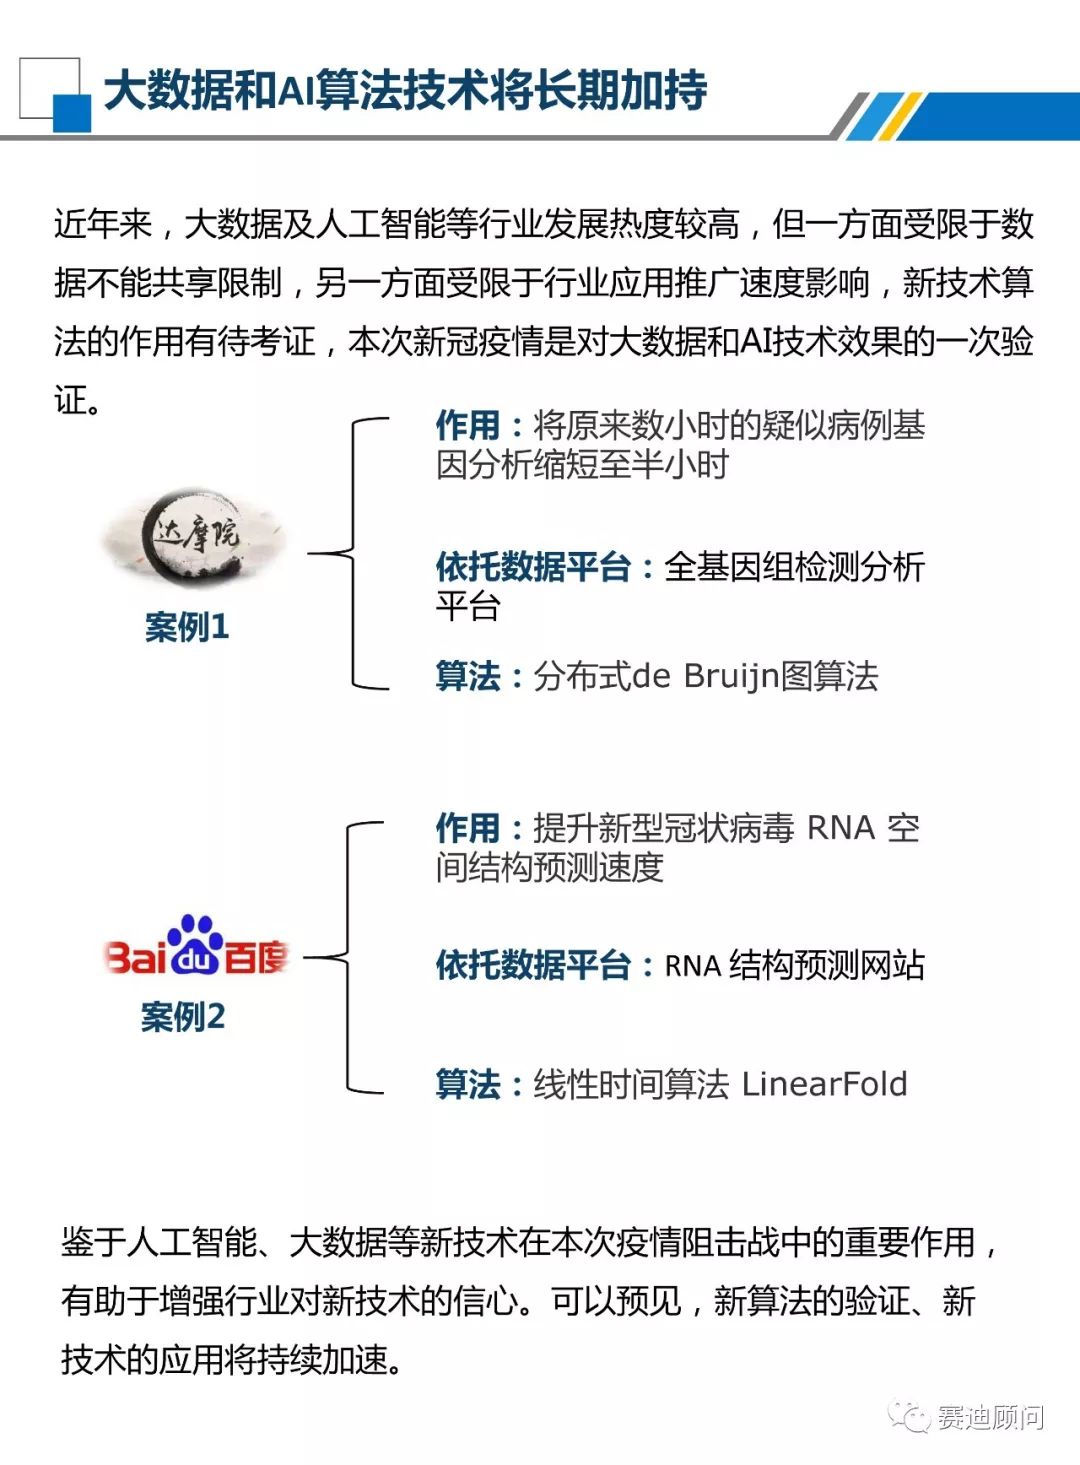 大数据和AI算法技术将长期加持
近年来，大数据及人工智能等行业发展热度较高，但一方面受限于数
据不能共享限制，另一方面受限于行业应用推广速度影响，新技术算
法的作用有待考证，本次新冠疫情是对大数据和AI技术效果的一次验
证。
作用：将原来数小时的疑似病例基
因分析缩短至半小时
达摩院
依托数据平台：全基因组检测分析
平台
案例1
算法：分布式de Bruijn图算法
作用：提升新型冠状病毒 RNA 空
间结构预测速度
Baidu百度
依托数据平台：RNA 结构预测网站
案例2
算法：线性时间算法 LinearFold
鉴于人工智能、大数据等新技术在本次疫情阻击战中的重要作用，
有助于增强行业对新技术的信心。可以预见，新算法的验证、新
技术的应用将持续加速。
赛迪顾问